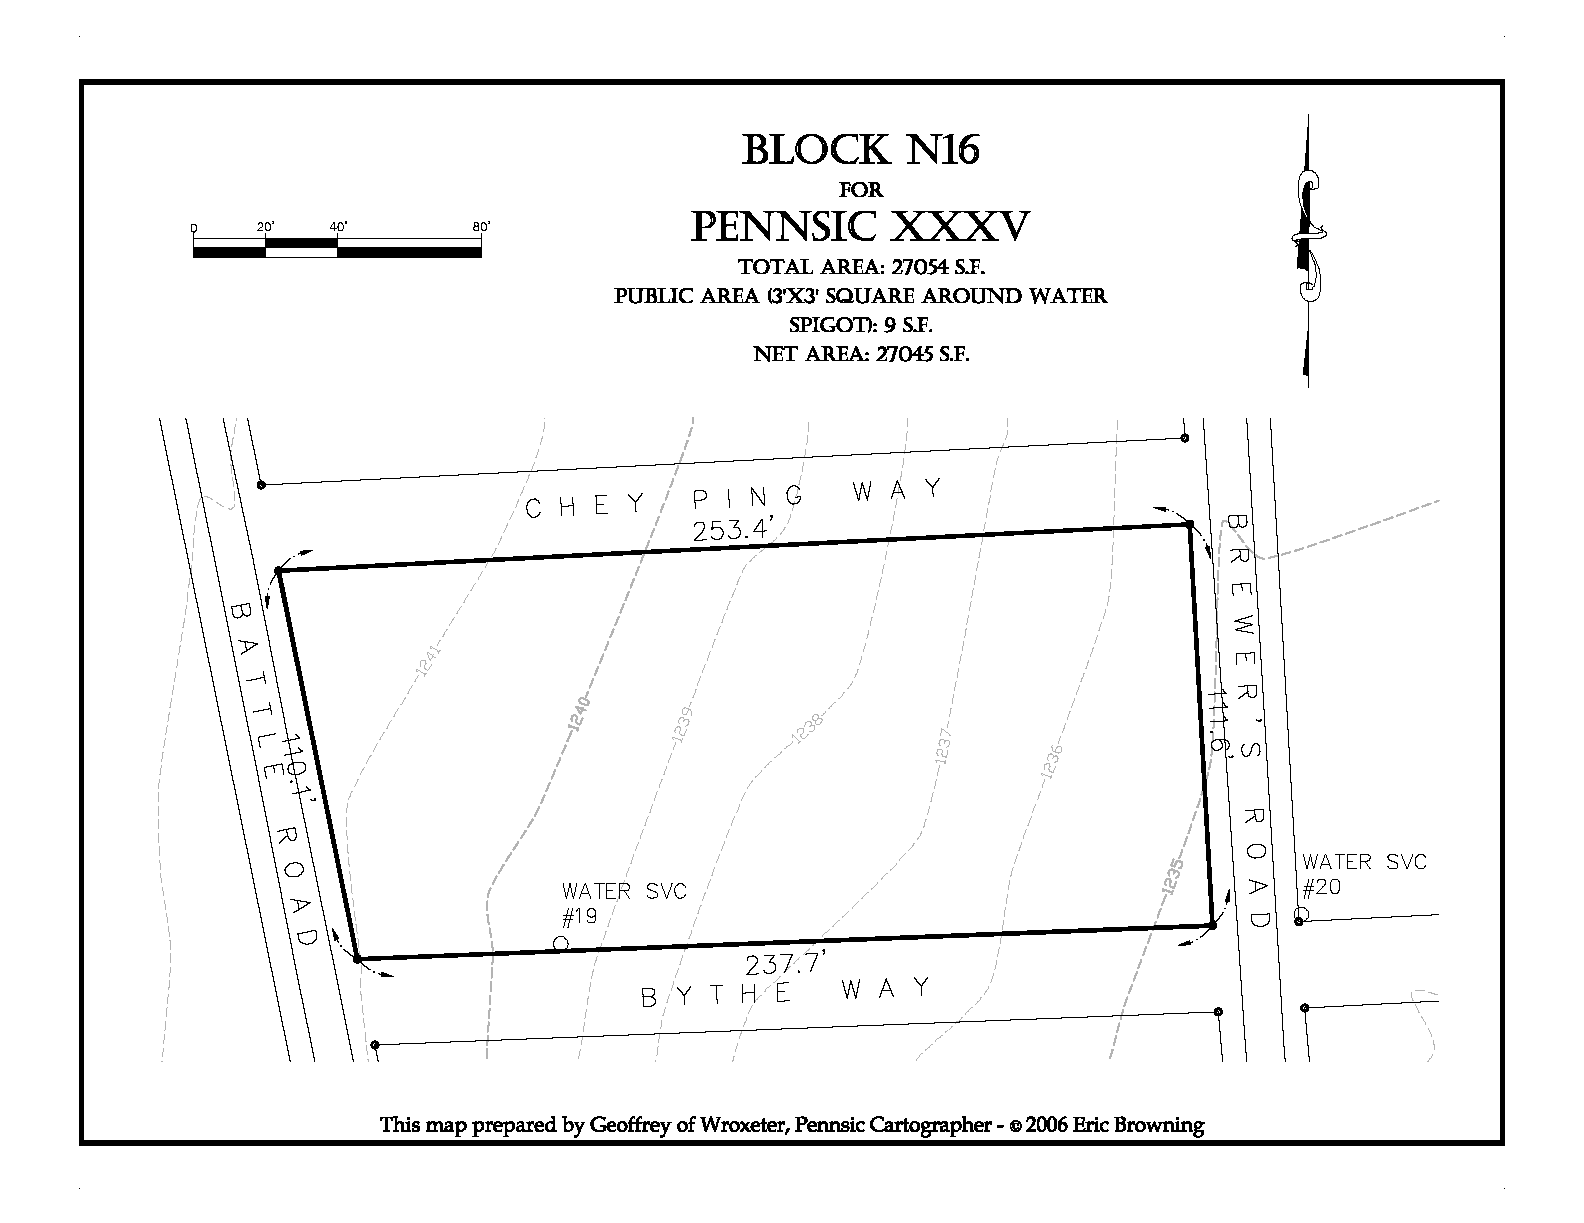 BLOCK N16
FOR
PENNSIC XXXV
TOTAL AREA: 27054 S.F.
PUBLIC AREA (3'X3' SQUARE AROUND WATER
SPIGOT): 9 S.F.
NET AREA: 27045 S.F.
0 20' 40' 80'
CHEY PING WAY
253.4'
BATTLE ROAD
110.1'
BREWER'S ROAD
111.6'
1241
1240
1239
1238
1237
1236
1235
WATER SVC
#19
WATER SVC
#20
237.7'
BYTHE WAY
This map prepared by Geoffrey of Wroxeter, Pennsic Cartographer - © 2006 Eric Browning